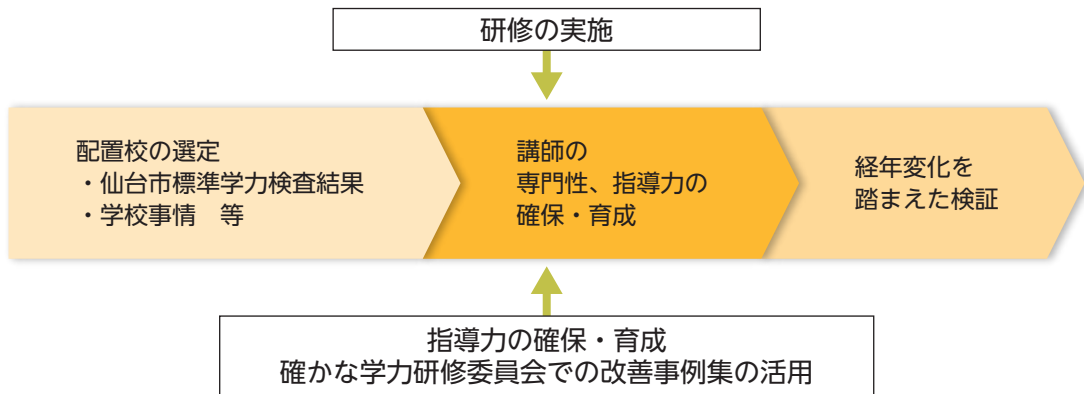 研修の実施
配置校の選定
・仙台市標準学力検査結果
・学校事情　等
講師の
専門性、指導力の
確保・育成
経年変化を
踏まえた検証
指導力の確保・育成
確かな学力研修委員会での改善事例集の活用